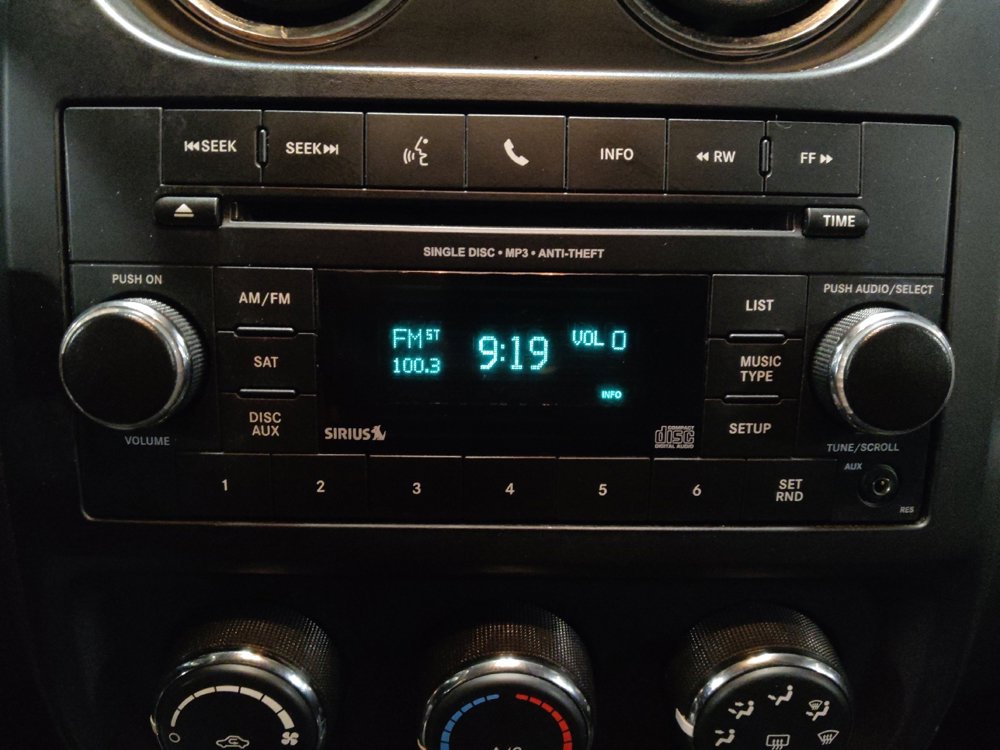 SEEK
SEEK
INFO
RW
FF
TIME
SINGLE DISC • MP3 • ANTI-THEFT
PUSH ON
AM/FM
SAT
DISC
AUX
VOLUME
FM ST
100.3
9:19
VOL 0
INFO
SIRIUS
COMPACT
disc
DIGITAL AUDIO
LIST
MUSIC
TYPE
SETUP
PUSH AUDIO/SELECT
TUNE/SCROLL
AUX
RES
1
2
3
4
5
6
SET
RND
A/C